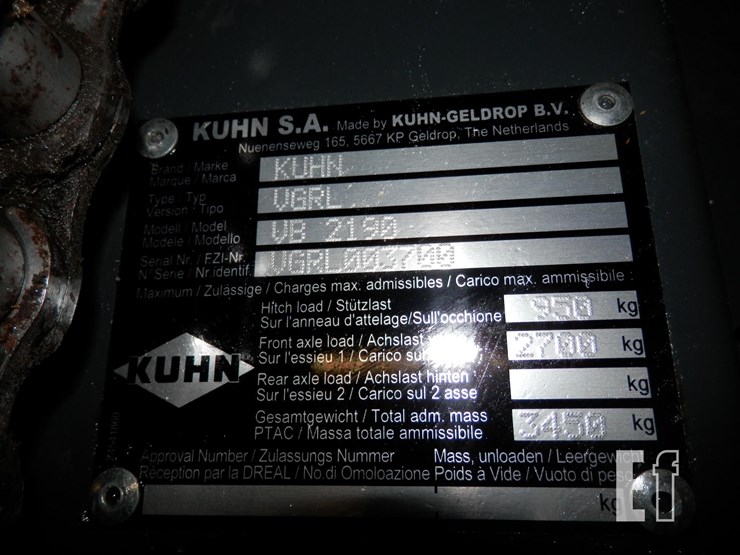 KUHN S.A. Made by KUHN-GELDROP B.V.
Nuenenseweg 165, 5667 KP Geldrop, The Netherlands
Brand / Marke
Marque / Marca
KUHN
Type / Typ
Version / Tipo
VGRL
Modell / Model
Modele / Modello
VB 2190
Serial Nr. / FZI-Nr.
N° Serie / Nr identif.
VGRL003700
Maximum / Zulässige / Charges max. admissibles / Carico max. ammissibile :
Hitch load / Stützlast
Sur l'anneau d'attelage/Sull'occhione
950 kg
Front axle load / Achslast
Sur l'essieu 1 / Carico sul
2700 kg
Rear axle load / Achslast hinten
Sur l'essieu 2 / Carico sul 2 asse
kg
Gesamtgewicht / Total adm. mass
PTAC / Massa totale ammissibile
3450 kg
KUHN
Approval Number / Zulassungs Nummer Mass, unloaden / Leergewicht
Réception par la DREAL / No.di Omoloazione Poids à Vide / Vuoto di peso
kg
Ef